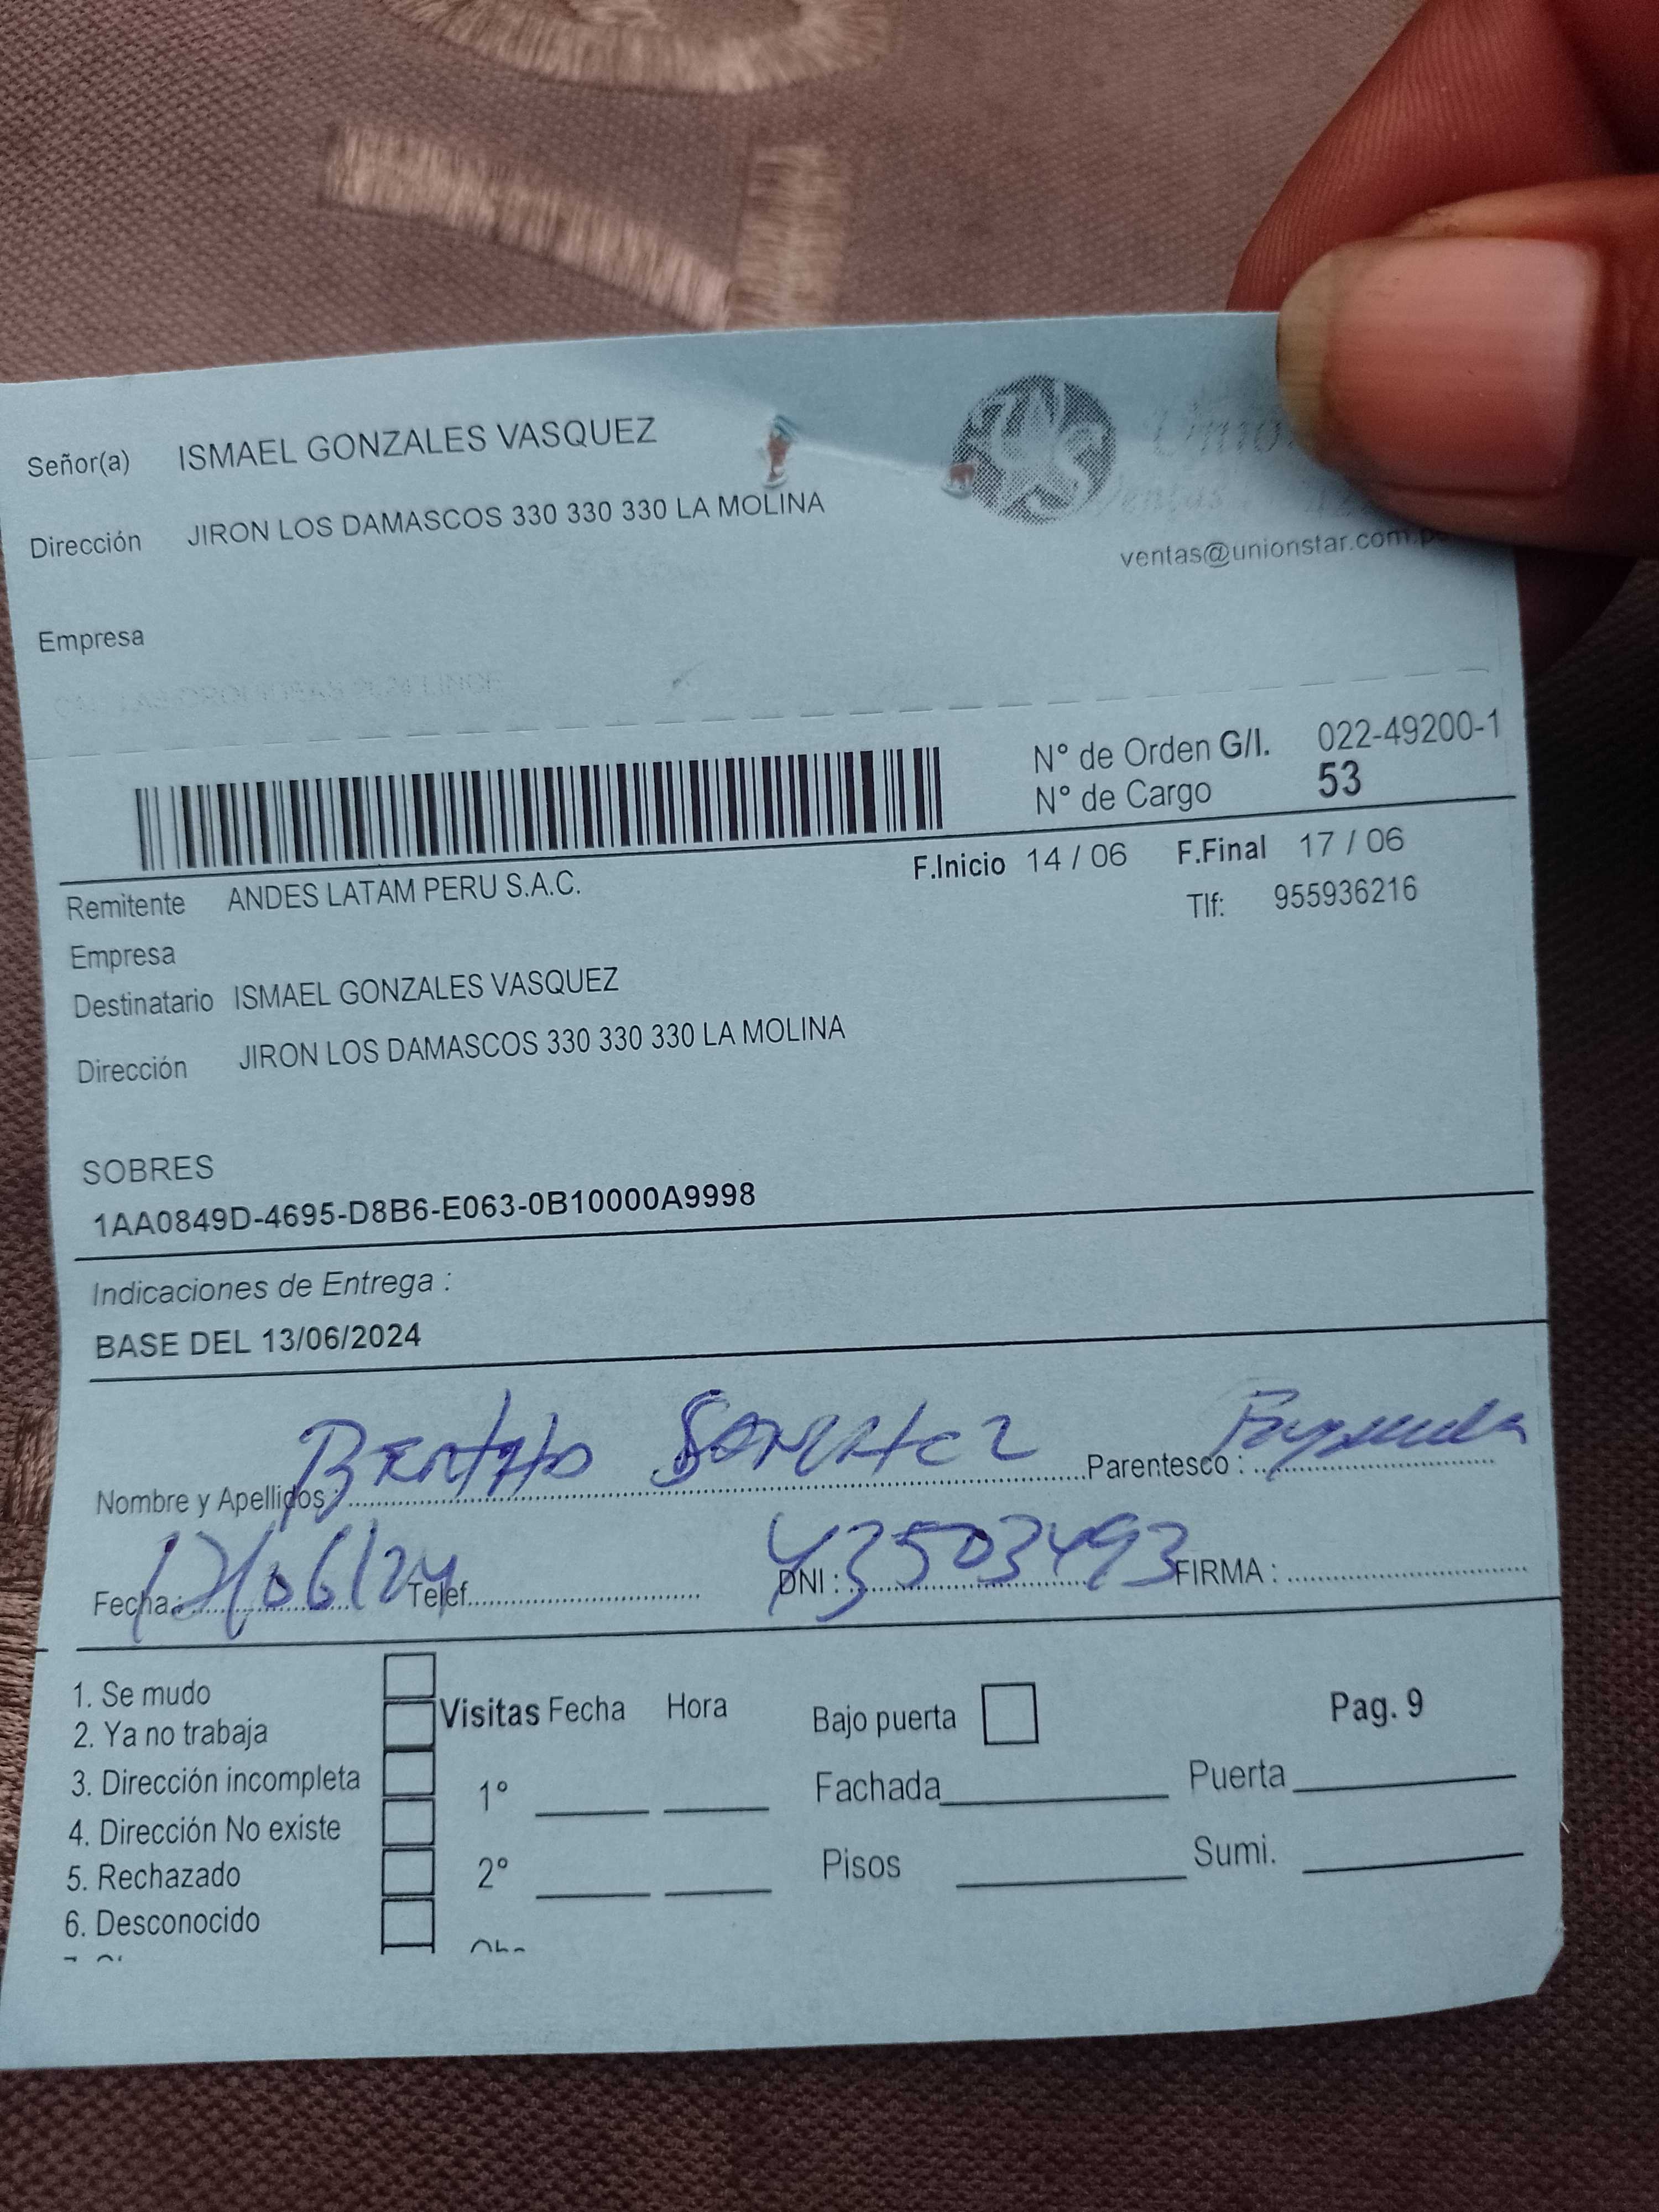 Señor(a) ISMAEL GONZALES VASQUEZ
Dirección JIRON LOS DAMASCOS 330 330 330 LA MOLINA
ventas@unionstar.com.pe
Empresa
N° de Orden G/I. 022-49200-1
N° de Cargo 53
F.Inicio 14 / 06 F.Final 17 / 06
Remitente ANDES LATAM PERU S.A.C.
Tlf: 955936216
Empresa
Destinatario ISMAEL GONZALES VASQUEZ
Dirección JIRON LOS DAMASCOS 330 330 330 LA MOLINA
SOBRES
1AA0849D-4695-D8B6-E063-0B10000A9998
Indicaciones de Entrega :
BASE DEL 13/06/2024
Nombre y Apellidos : Parentesco :
Fecha: 17/06/24 Telef. DNI : 43503493 FIRMA :
1. Se mudo
2. Ya no trabaja
3. Dirección incompleta
4. Dirección No existe
5. Rechazado
6. Desconocido
Visitas Fecha Hora
1°
2°
Bajo puerta
Fachada
Pisos
Pag. 9
Puerta
Sumi.